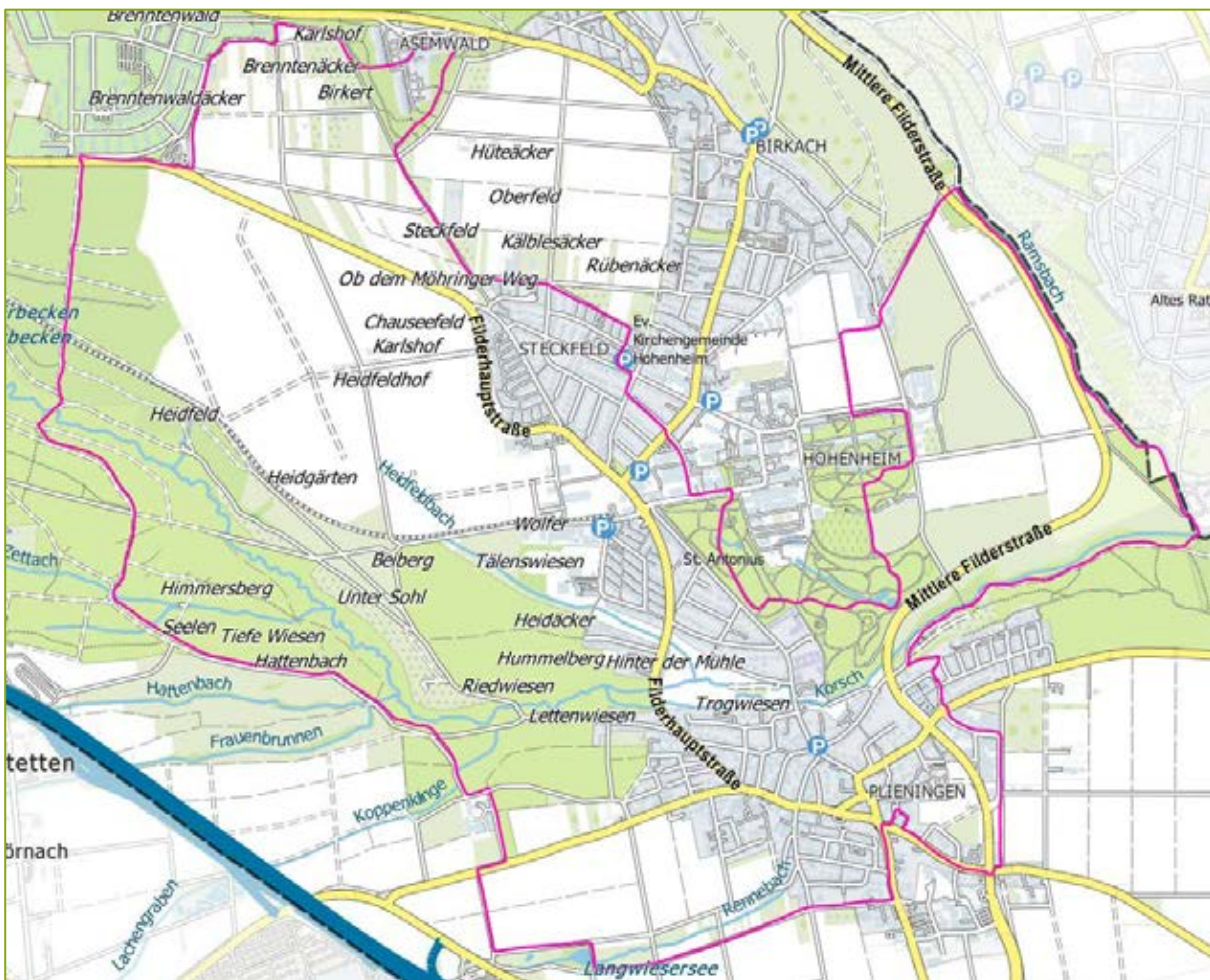 Brenntenwald
Karlshof
ASEMWALD
Brenntenäcker
Birkert
Brenntenwaldäcker
Mittlere Filderstraße
P
P
P
P
BIRKACH
Hüteäcker
Oberfeld
Steckfeld
Kälblesäcker
Rübenäcker
Ramsbach
Ob dem Möhringer Weg
Altes Rat
Chauseefeld
Karlshof
Filderhauptstraße
STECKFELD
Ev.
Kirchengemeinde
Hohenheim
P
rbecken
becken
Heidfeldhof
P
Heidfeld
HOHENHEIM
Heidgärten
Heidfeldbach
P
Wolfer
P
Zettach
Beiberg
Tälenswiesen
St. Antonius
Mittlere Filderstraße
Himmersberg
Unter Sohl
Heidäcker
Seelen
Tiefe Wiesen
Hattenbach
Hummelberg
Hinter der Mühle
Hattenbach
Riedwiesen
Trogwiesen
Körsch
Lettenwiesen
Filderhauptstraße
Frauenbrunnen
P
tetten
PLIENINGEN
Koppenklinge
örnach
Rennebach
Lachengraben
Langwiesersee